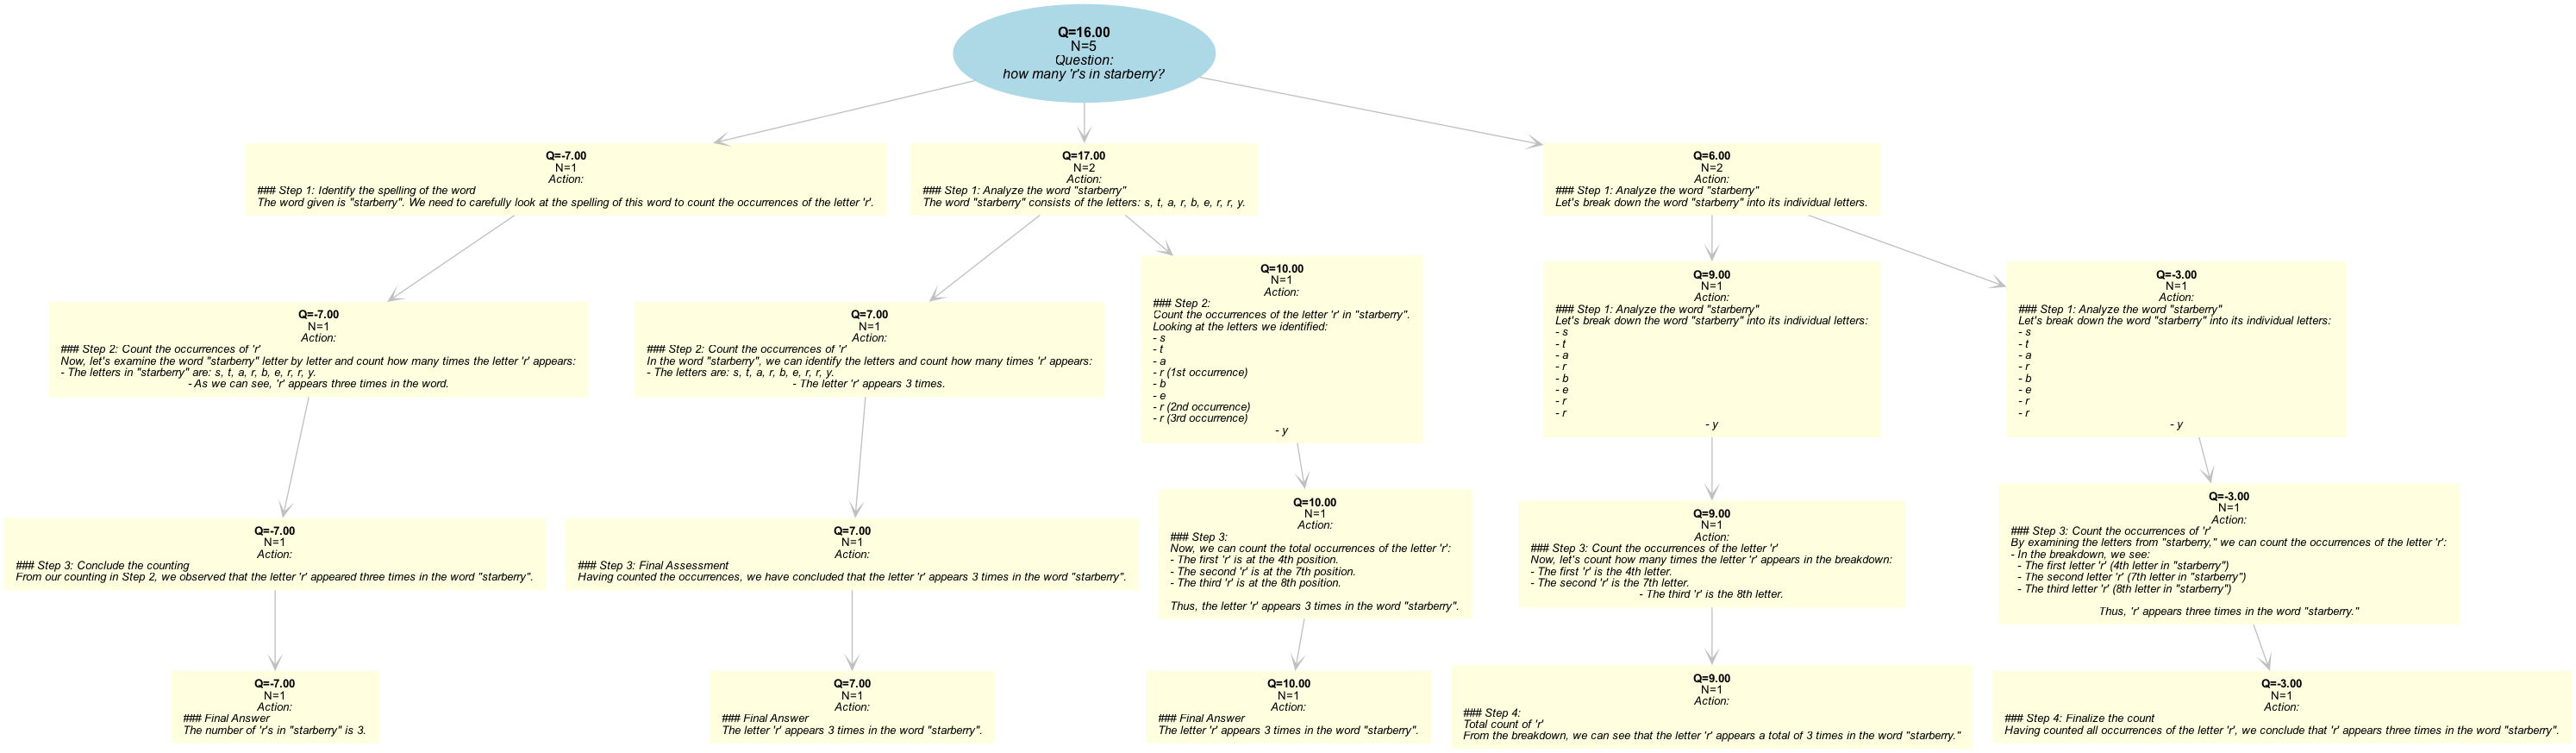 Q=16.00
N=5
Question:
how many 'r's in starberry?
Q=-7.00
N=1
Action:
### Step 1: Identify the spelling of the word
The word given is "starberry". We need to carefully look at the spelling of this word to count the occurrences of the letter 'r'.
Q=17.00
N=2
Action:
### Step 1: Analyze the word "starberry"
The word "starberry" consists of the letters: s, t, a, r, b, e, r, r, y.
Q=6.00
N=2
Action:
### Step 1: Analyze the word "starberry"
Let's break down the word "starberry" into its individual letters.
Q=-7.00
N=1
Action:
### Step 2: Count the occurrences of 'r'
Now, let's examine the word "starberry" letter by letter and count how many times the letter 'r' appears:
- The letters in "starberry" are: s, t, a, r, b, e, r, r, y.
- As we can see, 'r' appears three times in the word.
Q=7.00
N=1
Action:
### Step 2: Count the occurrences of 'r'
In the word "starberry", we can identify the letters and count how many times 'r' appears:
- The letters are: s, t, a, r, b, e, r, r, y.
- The letter 'r' appears 3 times.
Q=10.00
N=1
Action:
### Step 2:
Count the occurrences of the letter 'r' in "starberry".
Looking at the letters we identified:
- s
- t
- a
- r (1st occurrence)
- b
- e
- r (2nd occurrence)
- r (3rd occurrence)
- y
Q=9.00
N=1
Action:
### Step 1: Analyze the word "starberry"
Let's break down the word "starberry" into its individual letters:
- s
- t
- a
- r
- b
- e
- r
- r
- y
Q=-3.00
N=1
Action:
### Step 1: Analyze the word "starberry"
Let's break down the word "starberry" into its individual letters:
- s
- t
- a
- r
- b
- e
- r
- r
- y
Q=-7.00
N=1
Action:
### Step 3: Conclude the counting
From our counting in Step 2, we observed that the letter 'r' appeared three times in the word "starberry".
Q=7.00
N=1
Action:
### Step 3: Final Assessment
Having counted the occurrences, we have concluded that the letter 'r' appears 3 times in the word "starberry".
Q=10.00
N=1
Action:
### Step 3:
Now, we can count the total occurrences of the letter 'r':
- The first 'r' is at the 4th position.
- The second 'r' is at the 7th position.
- The third 'r' is at the 8th position.
Thus, the letter 'r' appears 3 times in the word "starberry".
Q=9.00
N=1
Action:
### Step 3: Count the occurrences of the letter 'r'
Now, let's count how many times the letter 'r' appears in the breakdown:
- The first 'r' is the 4th letter.
- The second 'r' is the 7th letter.
- The third 'r' is the 8th letter.
Q=-3.00
N=1
Action:
### Step 3: Count the occurrences of 'r'
By examining the letters from "starberry," we can count the occurrences of the letter 'r':
- In the breakdown, we see:
- The first letter 'r' (4th letter in "starberry")
- The second letter 'r' (7th letter in "starberry")
- The third letter 'r' (8th letter in "starberry")
Thus, 'r' appears three times in the word "starberry."
Q=-7.00
N=1
Action:
### Final Answer
The number of 'r's in "starberry" is 3.
Q=7.00
N=1
Action:
### Final Answer
The letter 'r' appears 3 times in the word "starberry".
Q=10.00
N=1
Action:
### Final Answer
The letter 'r' appears 3 times in the word "starberry".
Q=9.00
N=1
Action:
### Step 4:
Total count of 'r'
From the breakdown, we can see that the letter 'r' appears a total of 3 times in the word "starberry."
Q=-3.00
N=1
Action:
### Step 4: Finalize the count
Having counted all occurrences of the letter 'r', we conclude that 'r' appears three times in the word "starberry".